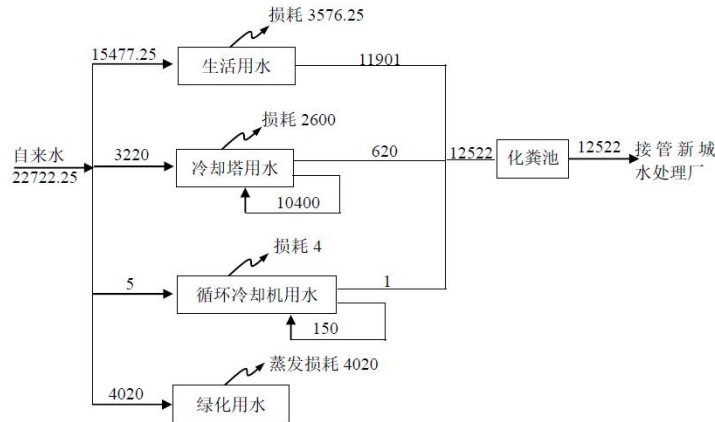 损耗 3576.25
15477.25
生活用水
11901
自来水
22722.25
损耗 2600
3220
冷却塔用水
620
10400
12522
化粪池
12522
接管新城
水处理厂
损耗 4
5
循环冷却机用水
1
150
蒸发损耗 4020
4020
绿化用水